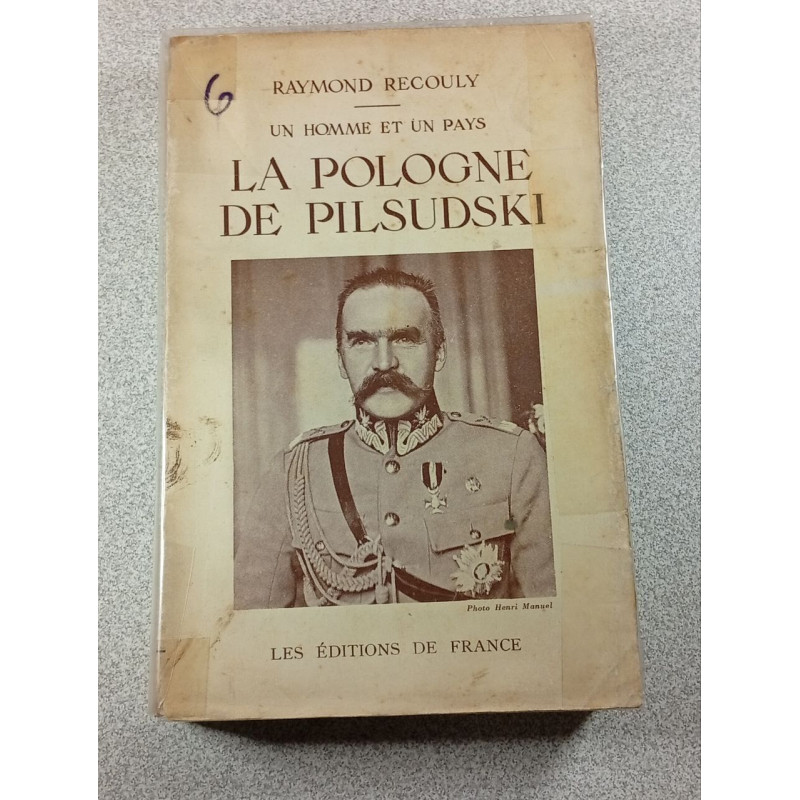 6
RAYMOND RECOULY
UN HOMME ET UN PAYS
LA POLOGNE
DE PILSUDSKI
Photo Henri Manuel
LES ÉDITIONS DE FRANCE